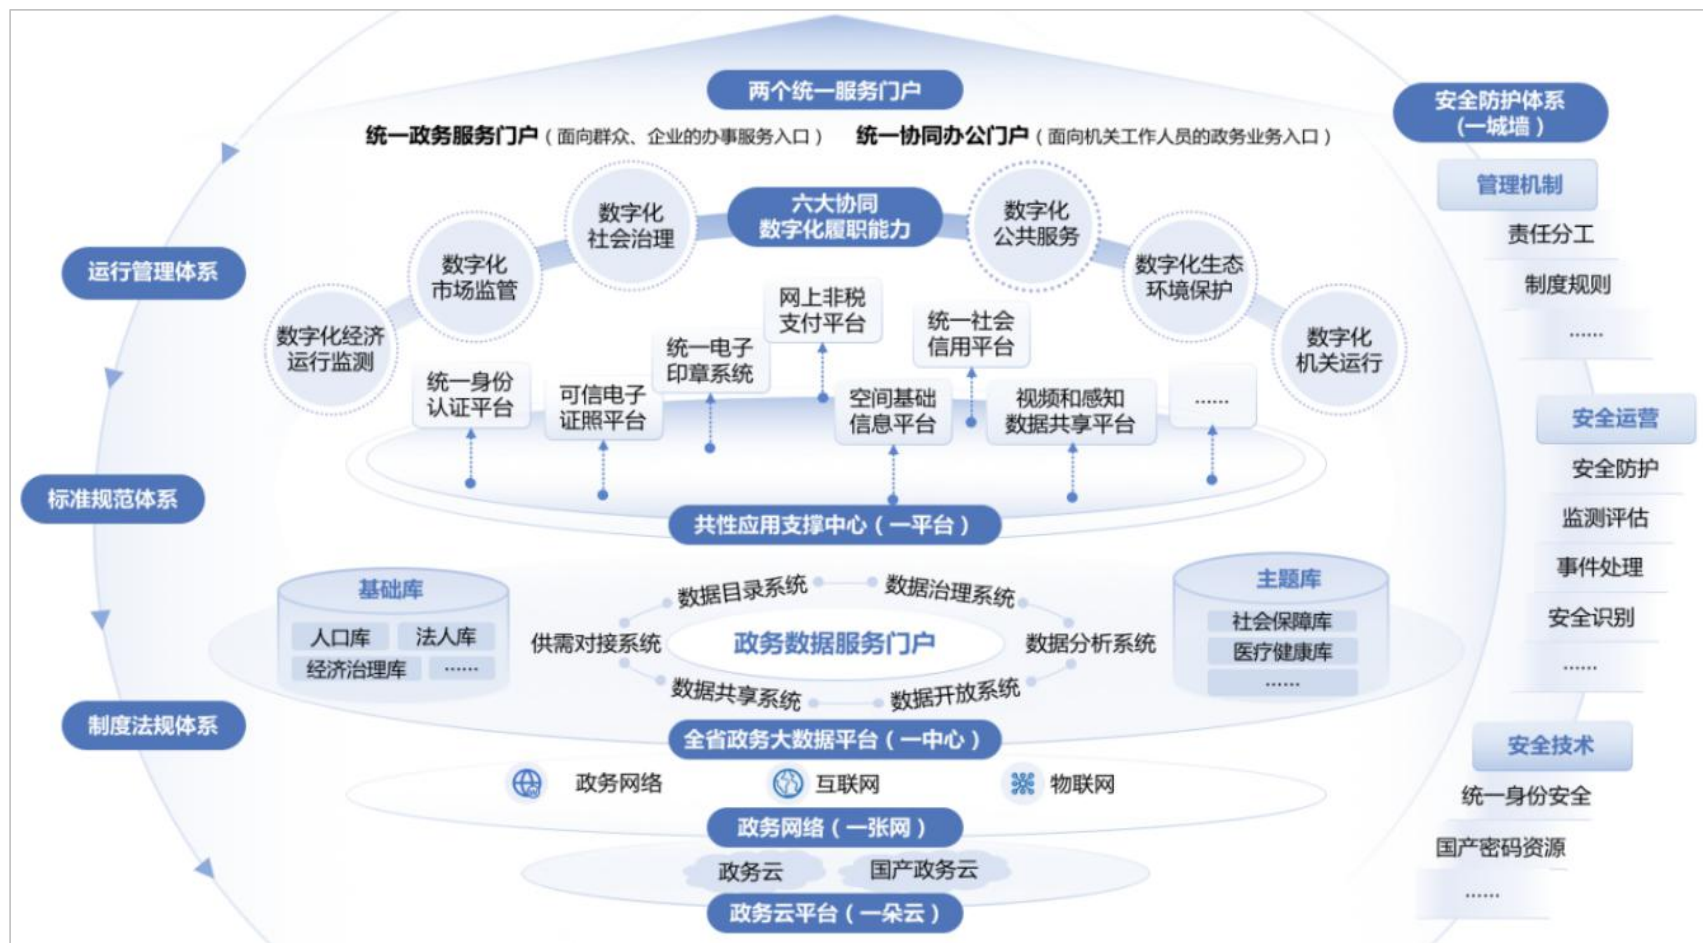 两个统一服务门户
统一政务服务门户（面向群众、企业的办事服务入口）
统一协同办公门户（面向机关工作人员的政务业务入口）
六大协同
数字化履职能力
数字化经济
运行监测
数字化
市场监管
数字化
社会治理
数字化
公共服务
数字化生态
环境保护
数字化
机关运行
统一身份
认证平台
可信电子
证照平台
统一电子
印章系统
网上非税
支付平台
空间基础
信息平台
统一社会
信用平台
视频和感知
数据共享平台
......
共性应用支撑中心（一平台）
基础库
人口库
法人库
经济治理库
......
数据目录系统
数据治理系统
供需对接系统
政务数据服务门户
数据分析系统
数据共享系统
数据开放系统
主题库
社会保障库
医疗健康库
......
全省政务大数据平台（一中心）
政务网络
互联网
物联网
政务网络（一张网）
政务云
国产政务云
政务云平台（一朵云）
运行管理体系
标准规范体系
制度法规体系
安全防护体系
（一城墙）
管理机制
责任分工
制度规则
......
安全运营
安全防护
监测评估
事件处理
安全识别
......
安全技术
统一身份安全
国产密码资源
......